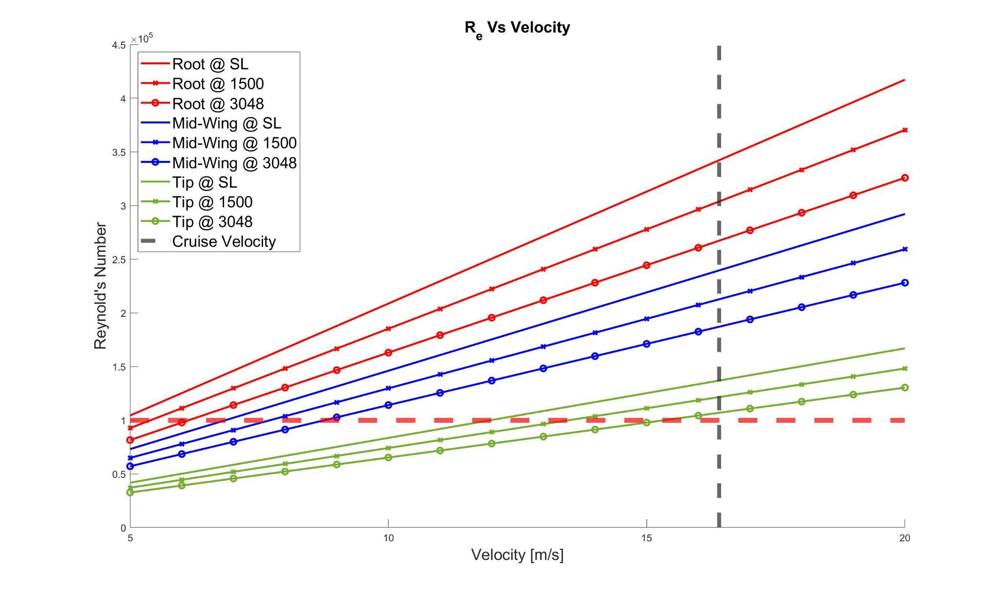 Re Vs Velocity
×10^5
4.5
4
3.5
3
2.5
2
1.5
1
0.5
0
Reynold's Number
Root @ SL
Root @ 1500
Root @ 3048
Mid-Wing @ SL
Mid-Wing @ 1500
Mid-Wing @ 3048
Tip @ SL
Tip @ 1500
Tip @ 3048
Cruise Velocity
5 10 15 20
Velocity [m/s]